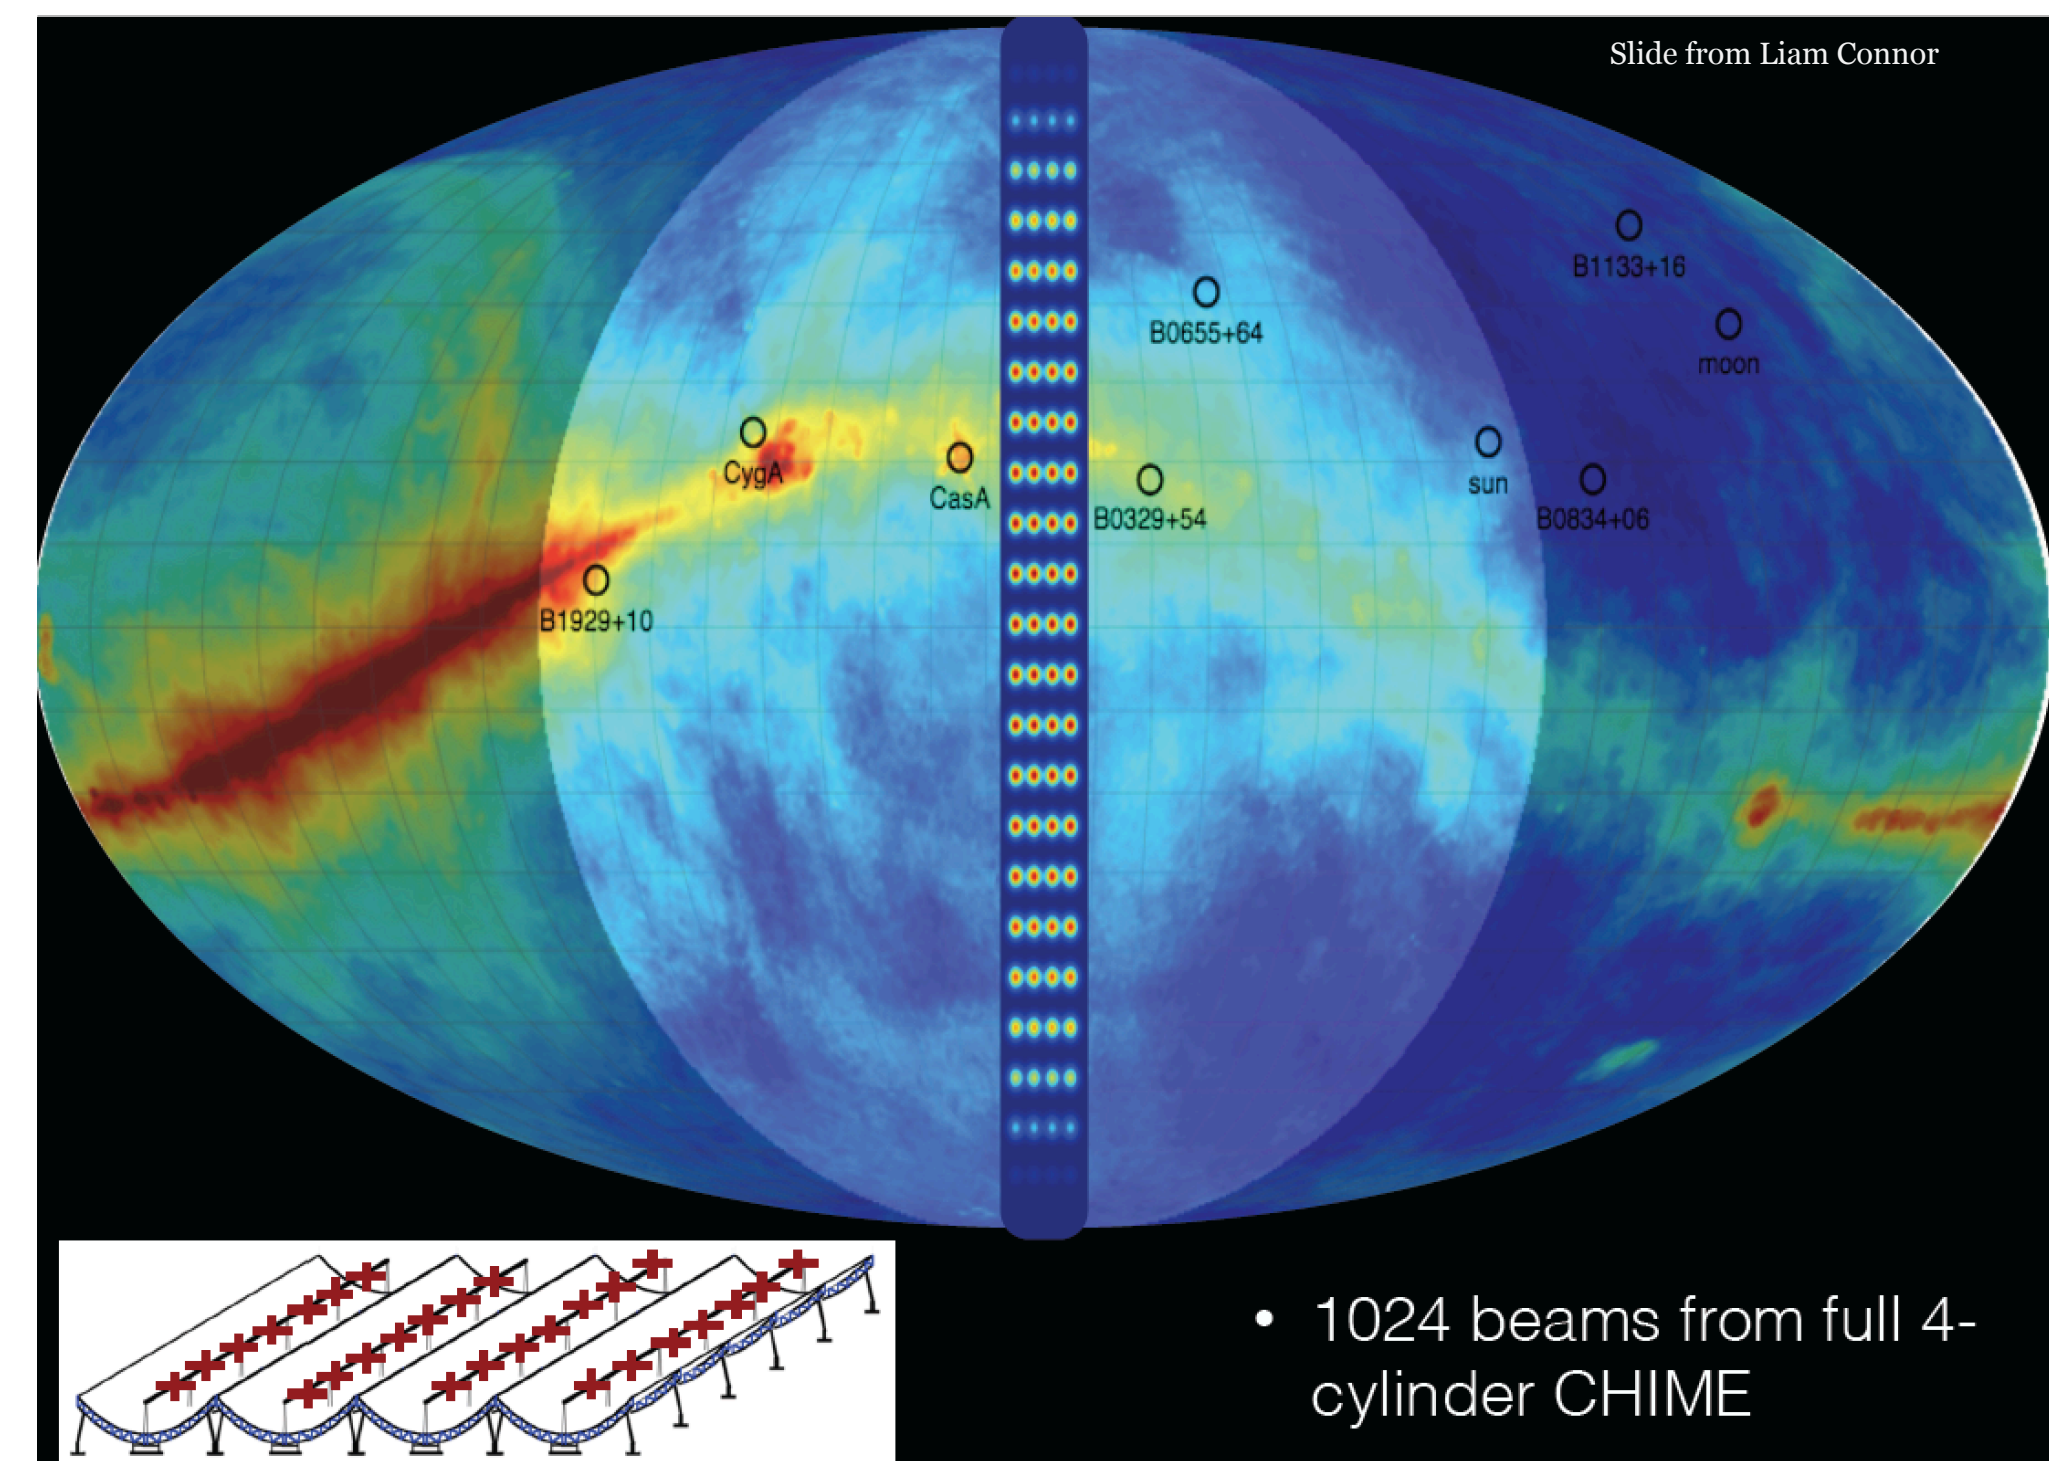 Slide from Liam Connor
B1133+16
moon
B0655+64
CygA
CasA
sun
B0329+54
B0834+06
B1929+10
• 1024 beams from full 4-
cylinder CHIME